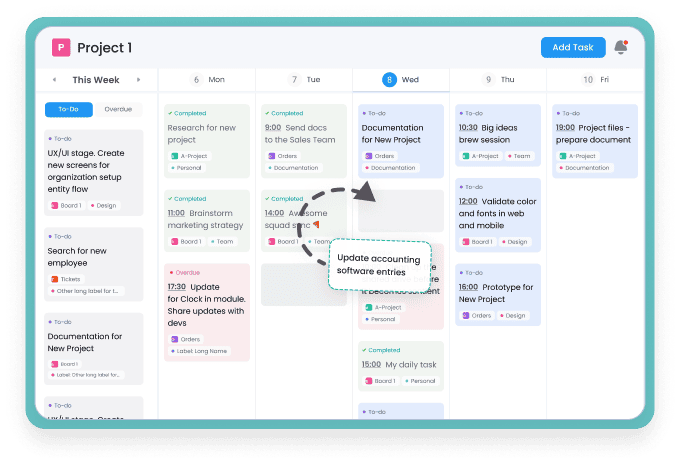 P Project 1
Add Task
This Week
6 Mon
7 Tue
8 Wed
9 Thu
10 Fri
To-Do Overdue
To-do
UX/UI stage. Create
new screens for
organization setup
entity flow
Board 1 Design
To-do
Search for new
employee
Tickets
Other long label for t...
To-do
Documentation for
New Project
Board 1
Label: Other long label for...
To-do
UX/UI stage. Create
Completed
Research for new
project
A-Project
Personal
Completed
11:00 Brainstorm
marketing strategy
Board 1 Team
Overdue
17:30 Update
for Clock in module.
Share updates with
devs
Orders
Label: Long Name
Completed
9:00 Send docs
to the Sales Team
Orders
Documentation
Completed
14:00 Awesome
squad sync
Board 1 Team
To-do
Documentation
for New Project
Orders
Documentation
Update accounting
software entries
A-Project
Personal
Completed
15:00 My daily task
Board 1 Personal
To-do
To-do
10:30 Big ideas
brew session
A-Project Team
To-do
12:00 Validate color
and fonts in web
and mobile
Board 1 Design
To-do
16:00 Prototype for
New Project
Orders Design
To-do
19:00 Project files -
prepare document
A-Project
Documentation